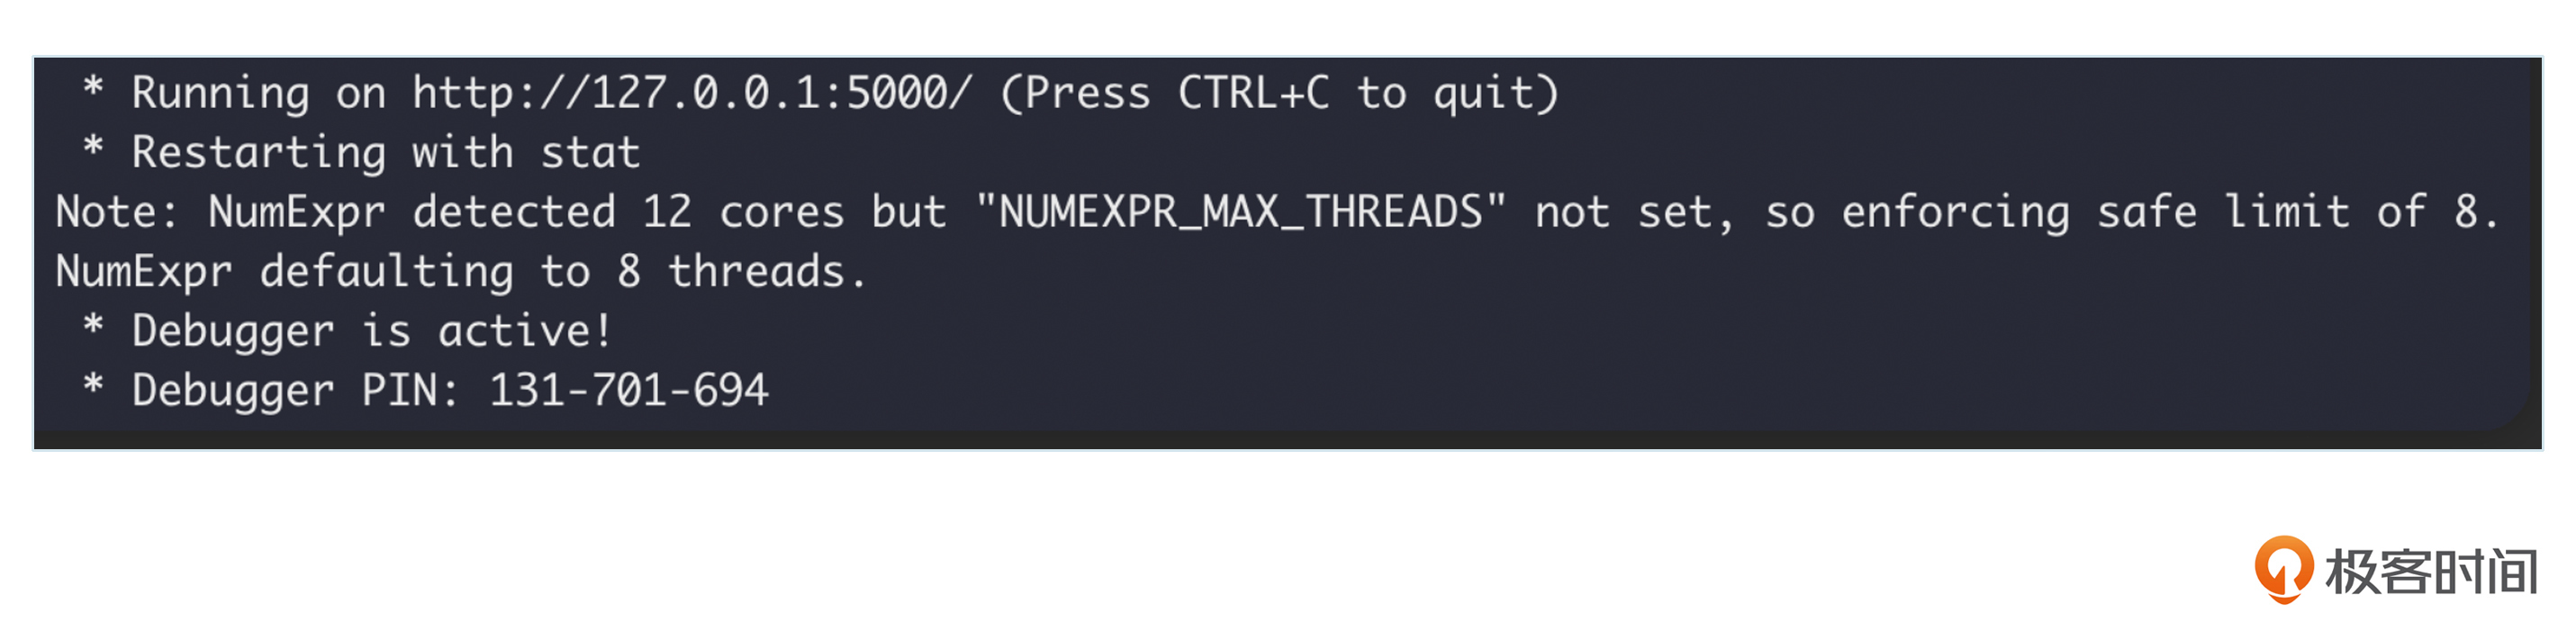 * Running on http://127.0.0.1:5000/ (Press CTRL+C to quit)
* Restarting with stat
Note: NumExpr detected 12 cores but "NUMEXPR_MAX_THREADS" not set, so enforcing safe limit of 8.
NumExpr defaulting to 8 threads.
* Debugger is active!
* Debugger PIN: 131-701-694
极客时间